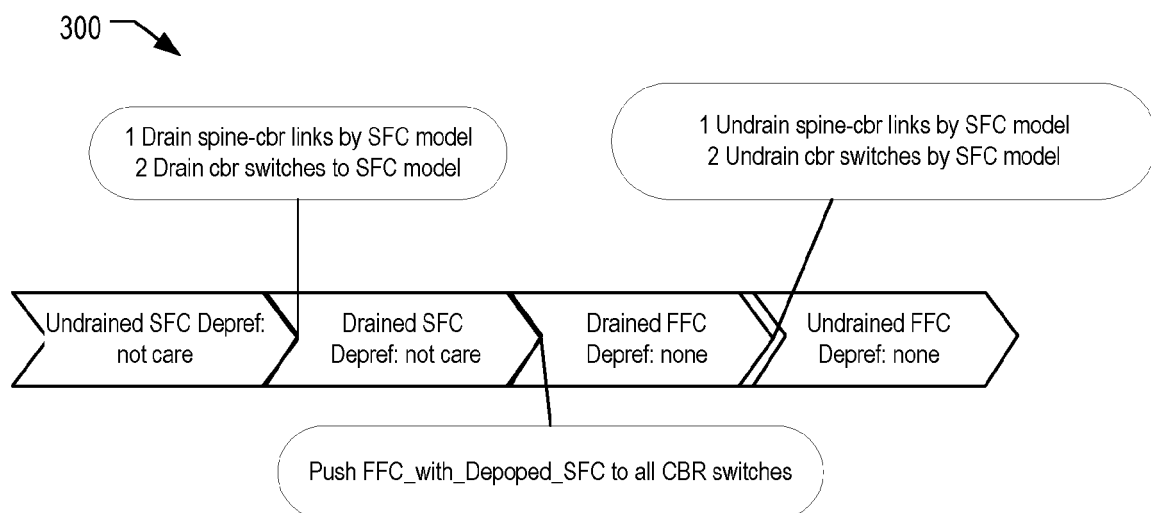 300
1 Drain spine-cbr links by SFC model
2 Drain cbr switches to SFC model
1 Undrain spine-cbr links by SFC model
2 Undrain cbr switches by SFC model
Undrained SFC Depref:
not care
Drained SFC
Depref: not care
Drained FFC
Depref: none
Undrained FFC
Depref: none
Push FFC_with_Depoped_SFC to all CBR switches